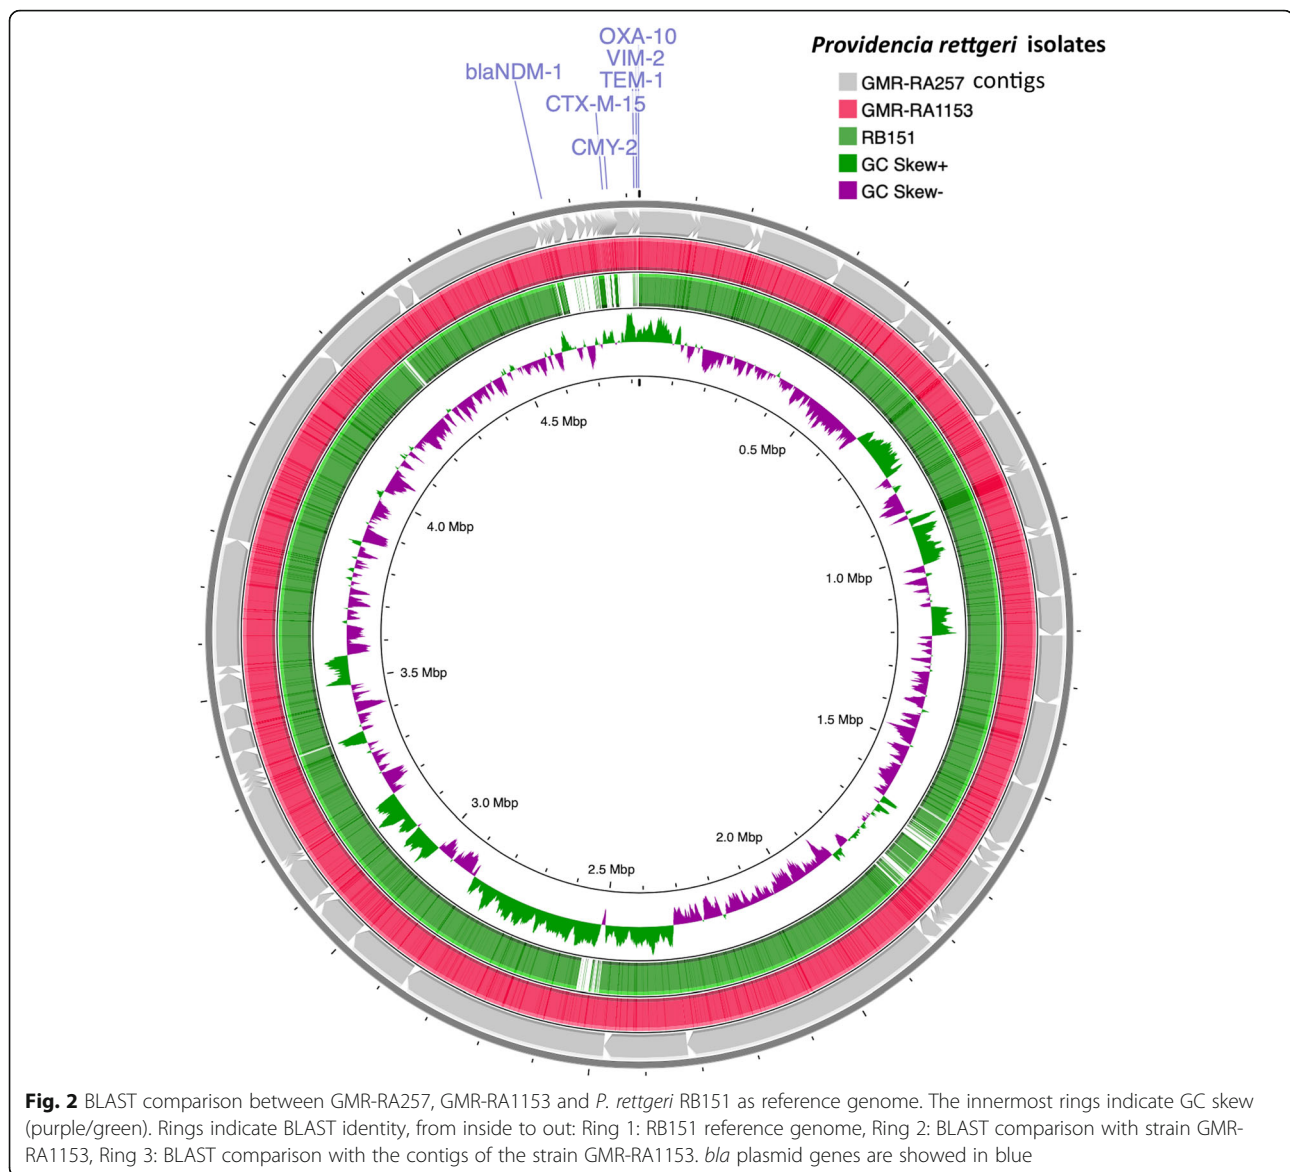 OXA-10
VIM-2
TEM-1
blaNDM-1
CTX-M-15
CMY-2
Providencia rettgeri isolates
GMR-RA257 contigs
GMR-RA1153
RB151
GC Skew+
GC Skew-
0.5 Mbp
1.0 Mbp
1.5 Mbp
2.0 Mbp
2.5 Mbp
3.0 Mbp
3.5 Mbp
4.0 Mbp
4.5 Mbp
Fig. 2 BLAST comparison between GMR-RA257, GMR-RA1153 and P. rettgeri RB151 as reference genome. The innermost rings indicate GC skew
(purple/green). Rings indicate BLAST identity, from inside to out: Ring 1: RB151 reference genome, Ring 2: BLAST comparison with strain GMR-
RA1153, Ring 3: BLAST comparison with the contigs of the strain GMR-RA1153. bla plasmid genes are showed in blue